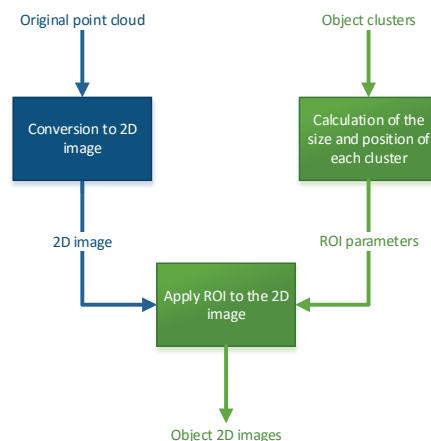 Original point cloud
Object clusters
Conversion to 2D
image
Calculation of the
size and position of
each cluster
2D image
ROI parameters
Apply ROI to the 2D
image
Object 2D images